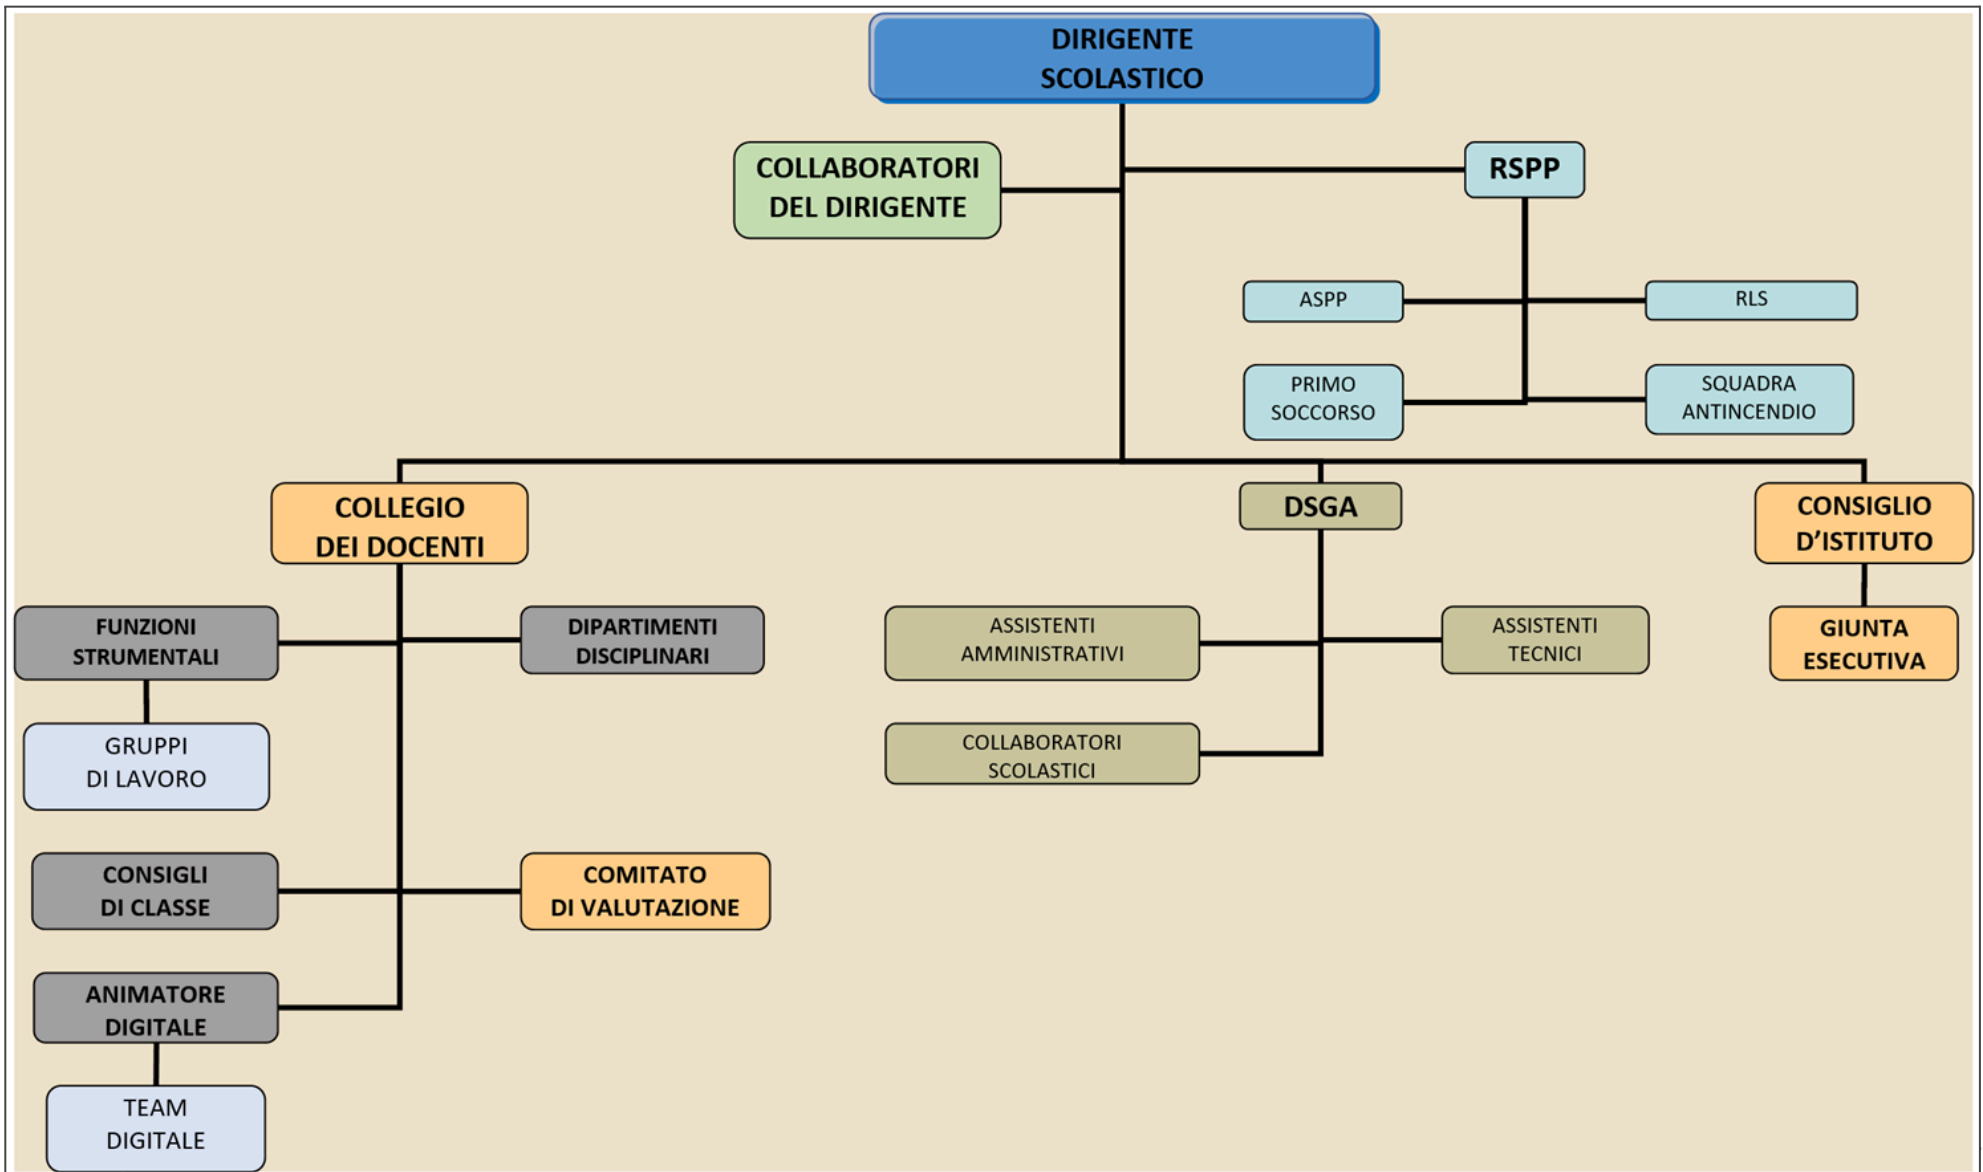 DIRIGENTE
SCOLASTICO
COLLABORATORI
DEL DIRIGENTE
RSPP
ASPP
RLS
PRIMO
SOCCORSO
SQUADRA
ANTINCENDIO
COLLEGIO
DEI DOCENTI
DSGA
CONSIGLIO
D’ISTITUTO
FUNZIONI
STRUMENTALI
DIPARTIMENTI
DISCIPLINARI
ASSISTENTI
AMMINISTRATIVI
ASSISTENTI
TECNICI
GIUNTA
ESECUTIVA
GRUPPI
DI LAVORO
COLLABORATORI
SCOLASTICI
CONSIGLI
DI CLASSE
COMITATO
DI VALUTAZIONE
ANIMATORE
DIGITALE
TEAM
DIGITALE